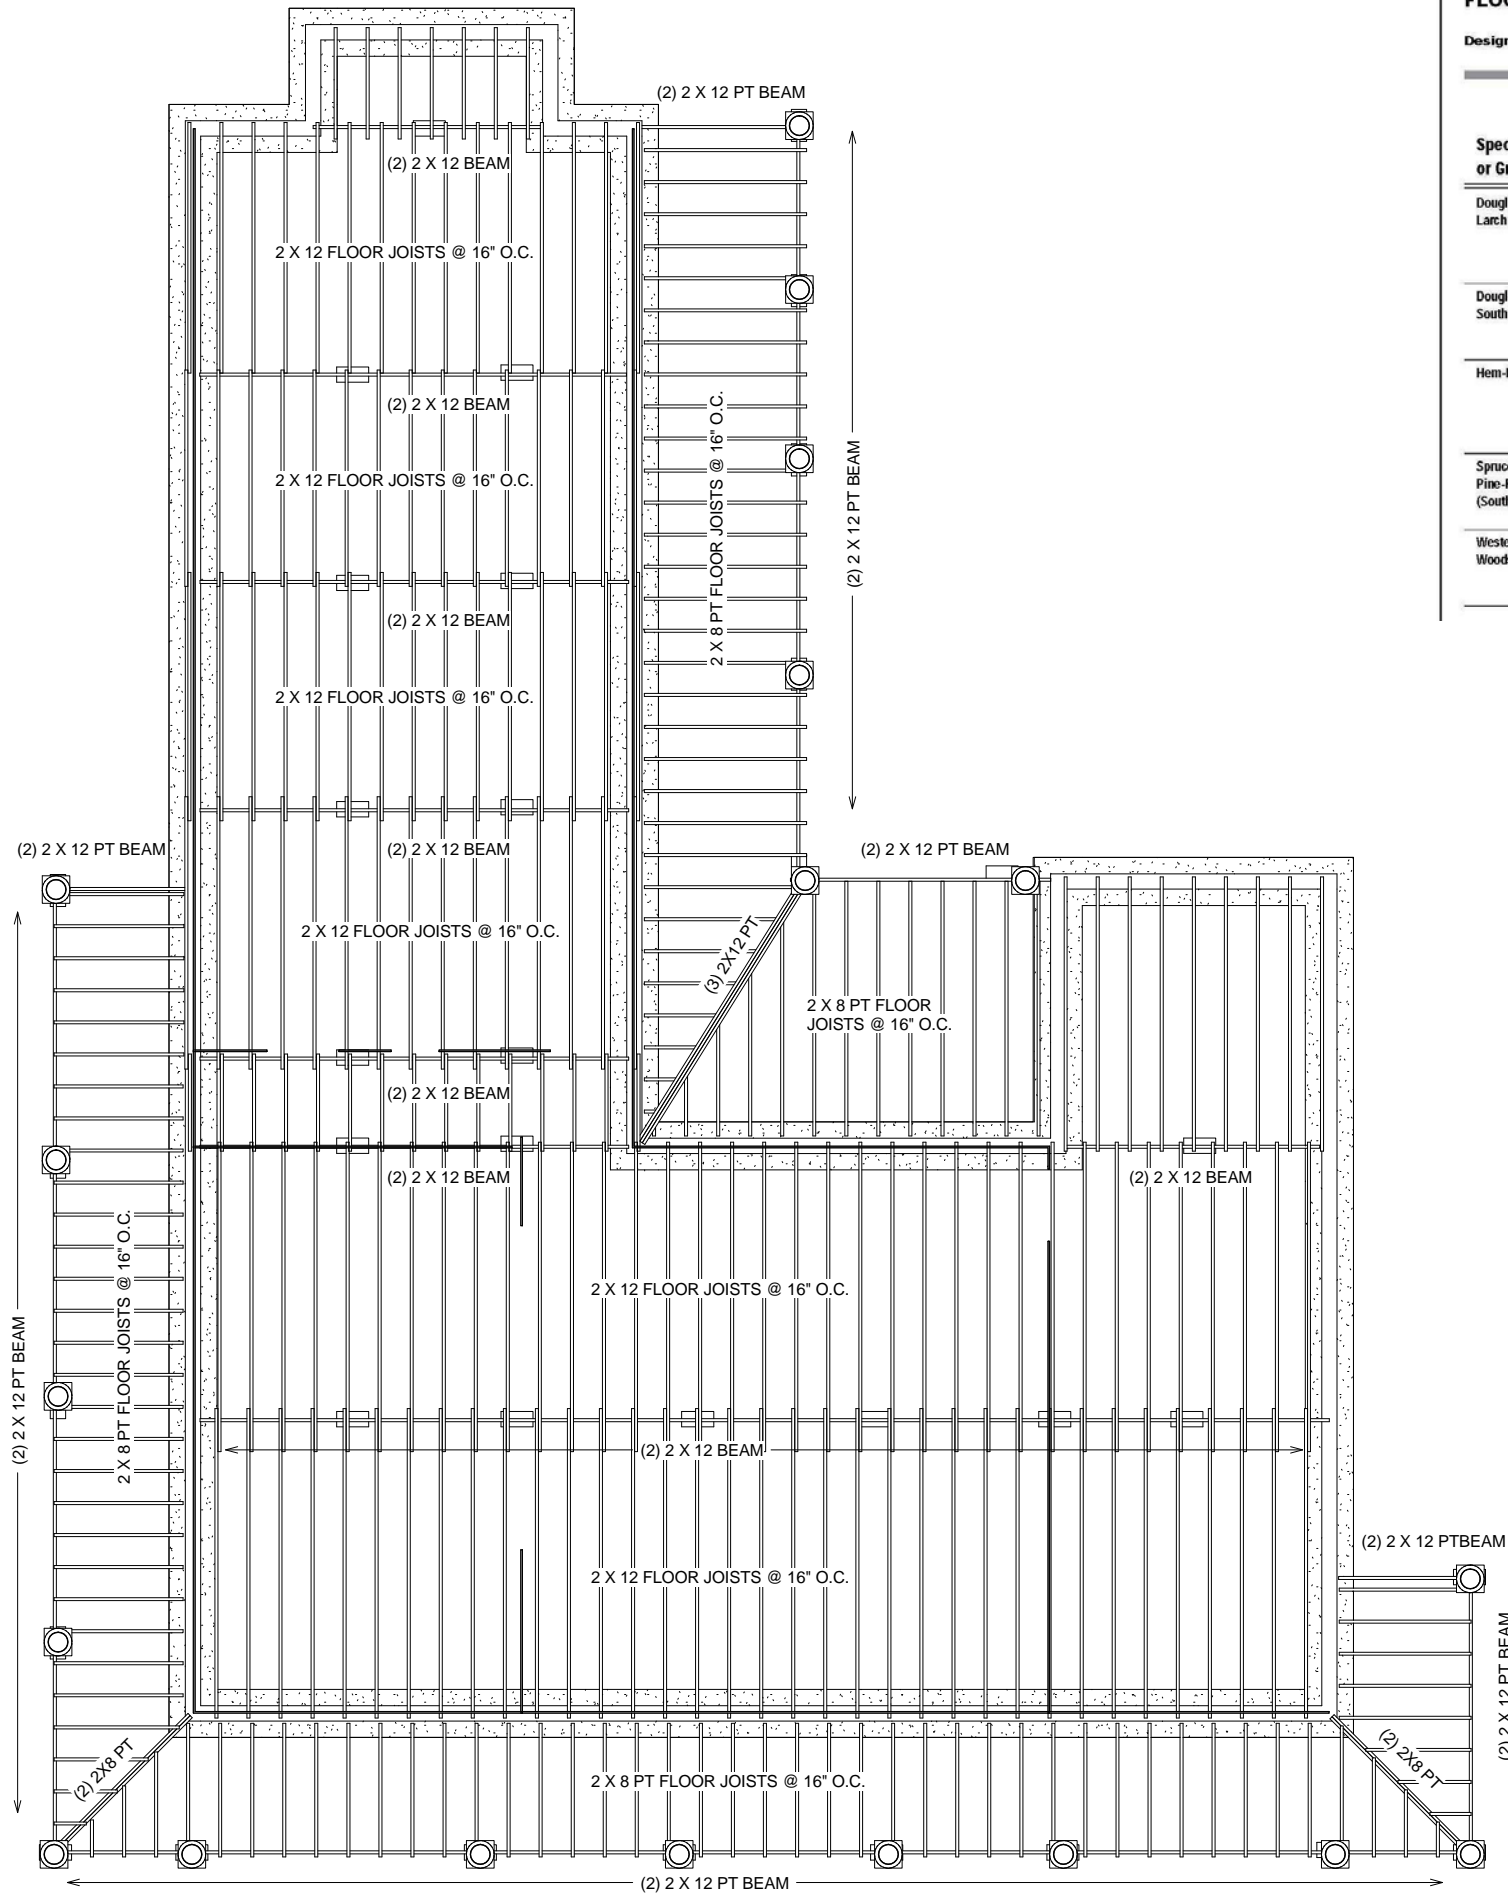 (2) 2 X 12 PT BEAM
(2) 2 X 12 BEAM
2 X 12 FLOOR JOISTS @ 16" O.C.
(2) 2 X 12 BEAM
2 X 8 PT FLOOR JOISTS @ 16" O.C.
(2) 2 X 12 PT BEAM
2 X 12 FLOOR JOISTS @ 16" O.C.
(2) 2 X 12 BEAM
2 X 12 FLOOR JOISTS @ 16" O.C.
(2) 2 X 12 PT BEAM
(2) 2 X 12 BEAM
(2) 2 X 12 PT BEAM
2 X 12 FLOOR JOISTS @ 16" O.C.
(3) 2X12 PT
2 X 8 PT FLOOR
JOISTS @ 16" O.C.
(2) 2 X 12 BEAM
(2) 2 X 12 BEAM
(2) 2 X 12 BEAM
2 X 8 PT FLOOR JOISTS @ 16" O.C.
(2) 2 X 12 PT BEAM
2 X 12 FLOOR JOISTS @ 16" O.C.
(2) 2 X 12 BEAM
(2) 2 X 12 PTBEAM
2 X 12 FLOOR JOISTS @ 16" O.C.
(2) 2 X 12 PT BEAM
(2) 2X8 PT
2 X 8 PT FLOOR JOISTS @ 16" O.C.
(2) 2X8 PT
(2) 2 X 12 PT BEAM
Larch